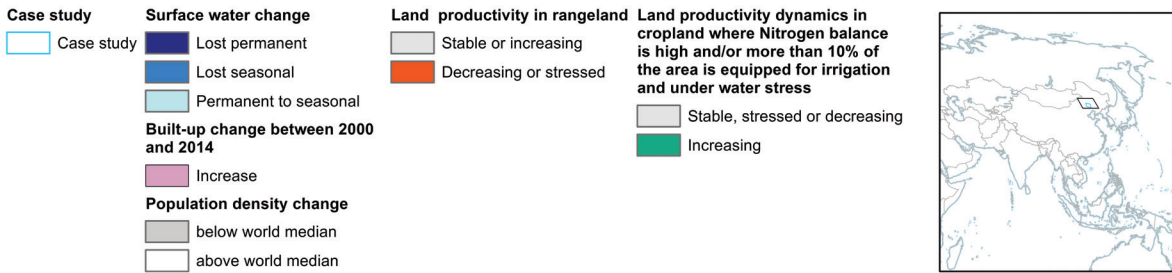 Case study
Case study
Surface water change
Lost permanent
Lost seasonal
Permanent to seasonal
Built-up change between 2000
and 2014
Increase
Population density change
below world median
above world median
Land productivity in rangeland
Stable or increasing
Decreasing or stressed
Land productivity dynamics in
cropland where Nitrogen balance
is high and/or more than 10% of
the area is equipped for irrigation
and under water stress
Stable, stressed or decreasing
Increasing